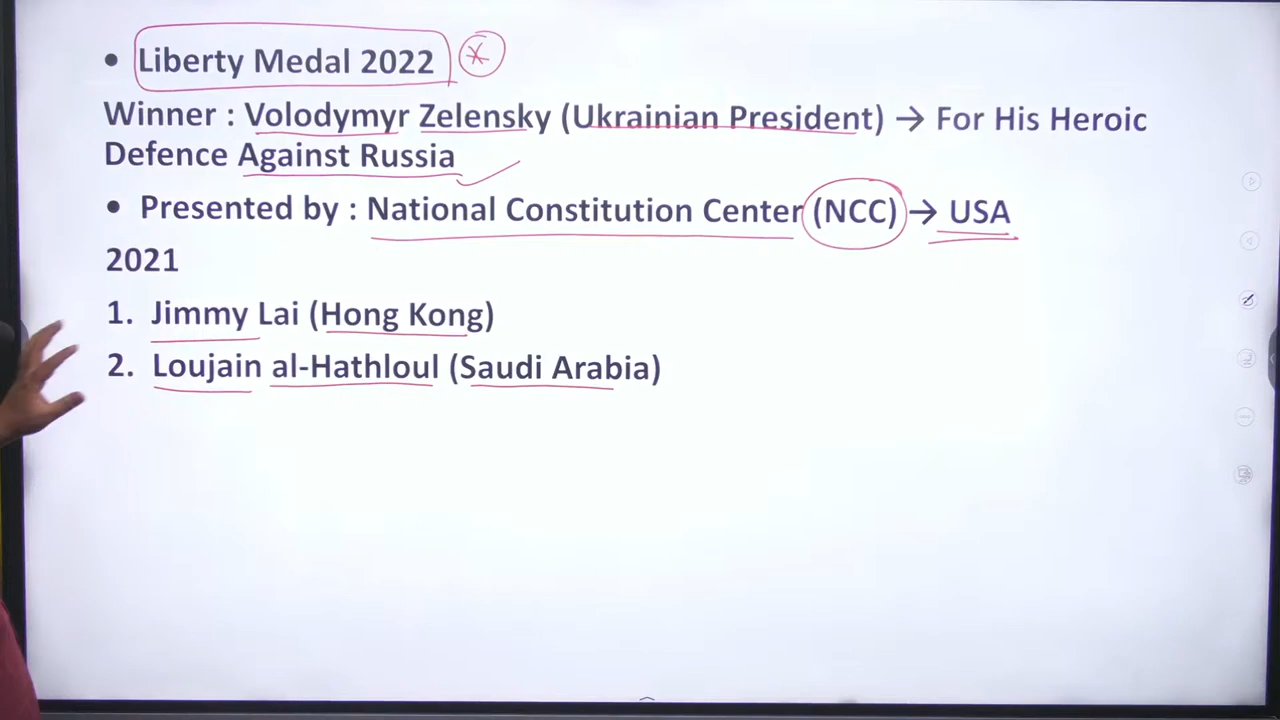 • Liberty Medal 2022
Winner : Volodymyr Zelensky (Ukrainian President) → For His Heroic
Defence Against Russia
• Presented by : National Constitution Center (NCC) → USA
2021
1. Jimmy Lai (Hong Kong)
2. Loujain al-Hathloul (Saudi Arabia)